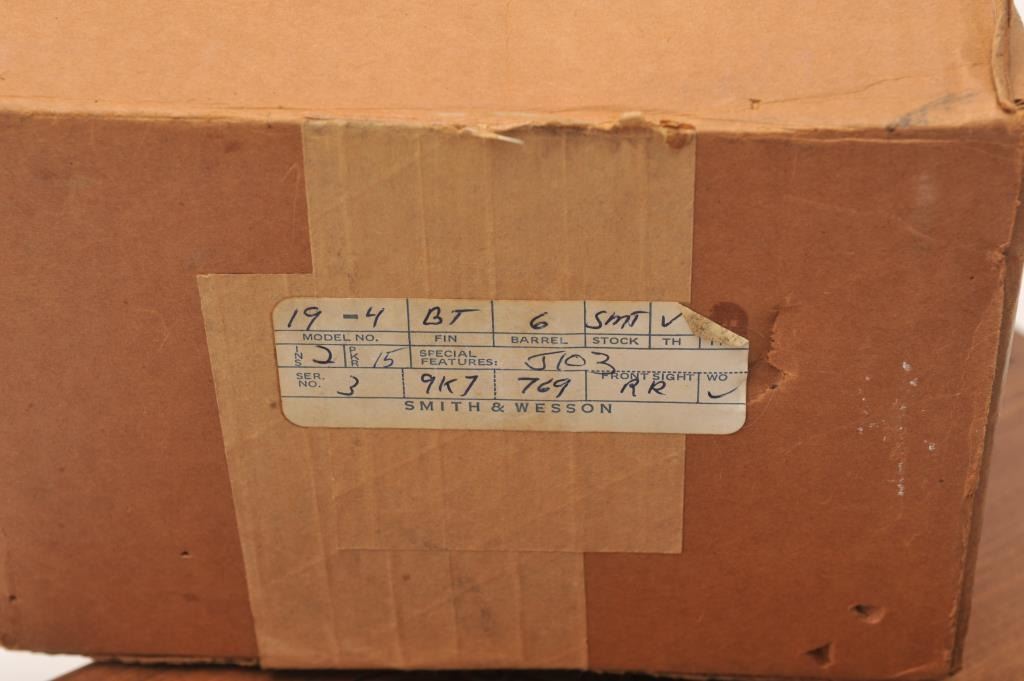 19 -4 BT 6 SMT V
MODEL NO. FIN BARREL STOCK TH
INS 2 PKR 15 SPECIAL FEATURES: J103
SER. NO. 3 9K7 769 FRONT SIGHT RR WO ✓
SMITH & WESSON